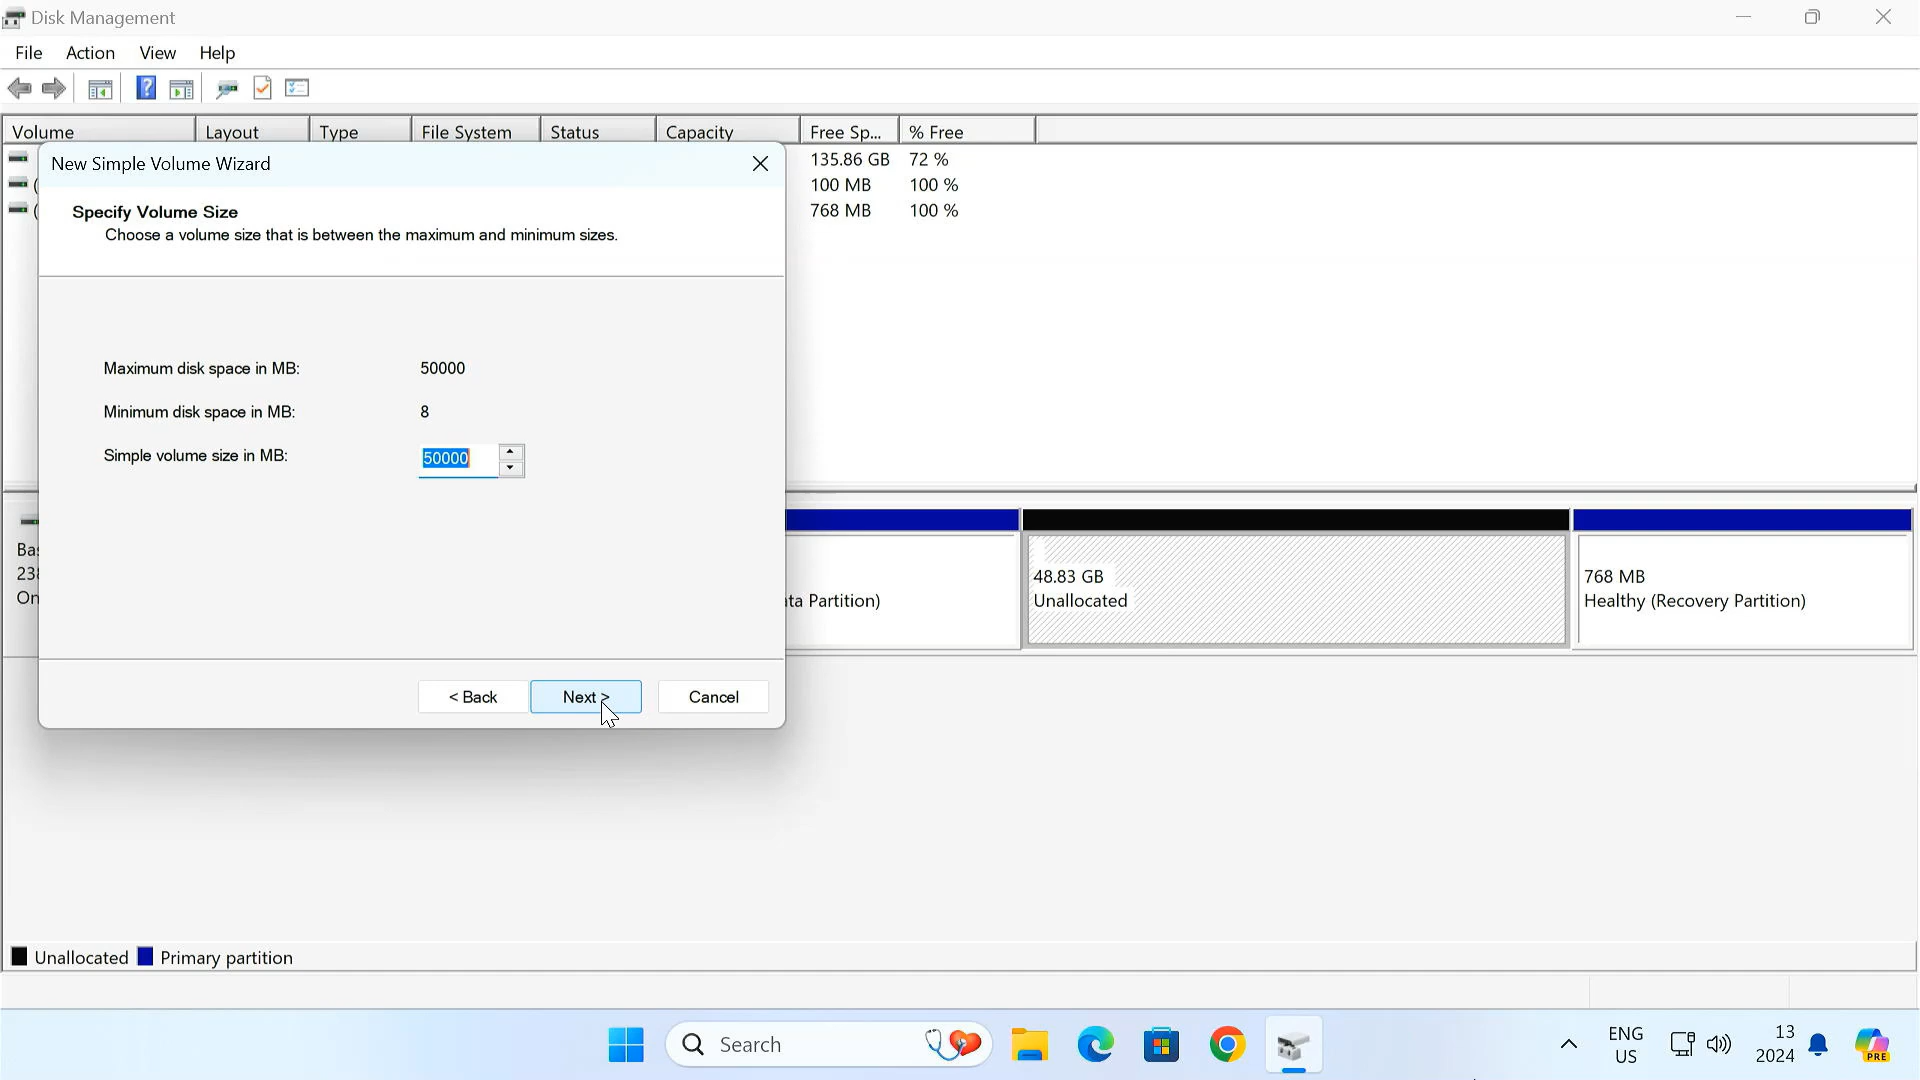 Disk Management
File Action View Help
Volume Layout Type File System Status Capacity Free Sp... % Free
135.86 GB 72 %
( 100 MB 100 %
( 768 MB 100 %
New Simple Volume Wizard
Specify Volume Size
Choose a volume size that is between the maximum and minimum sizes.
Maximum disk space in MB: 50000
Minimum disk space in MB: 8
Simple volume size in MB: 50000
< Back Next > Cancel
Bas
238
On
ata Partition)
48.83 GB
Unallocated
768 MB
Healthy (Recovery Partition)
Unallocated Primary partition
Search
ENG
US
13
2024
PRE